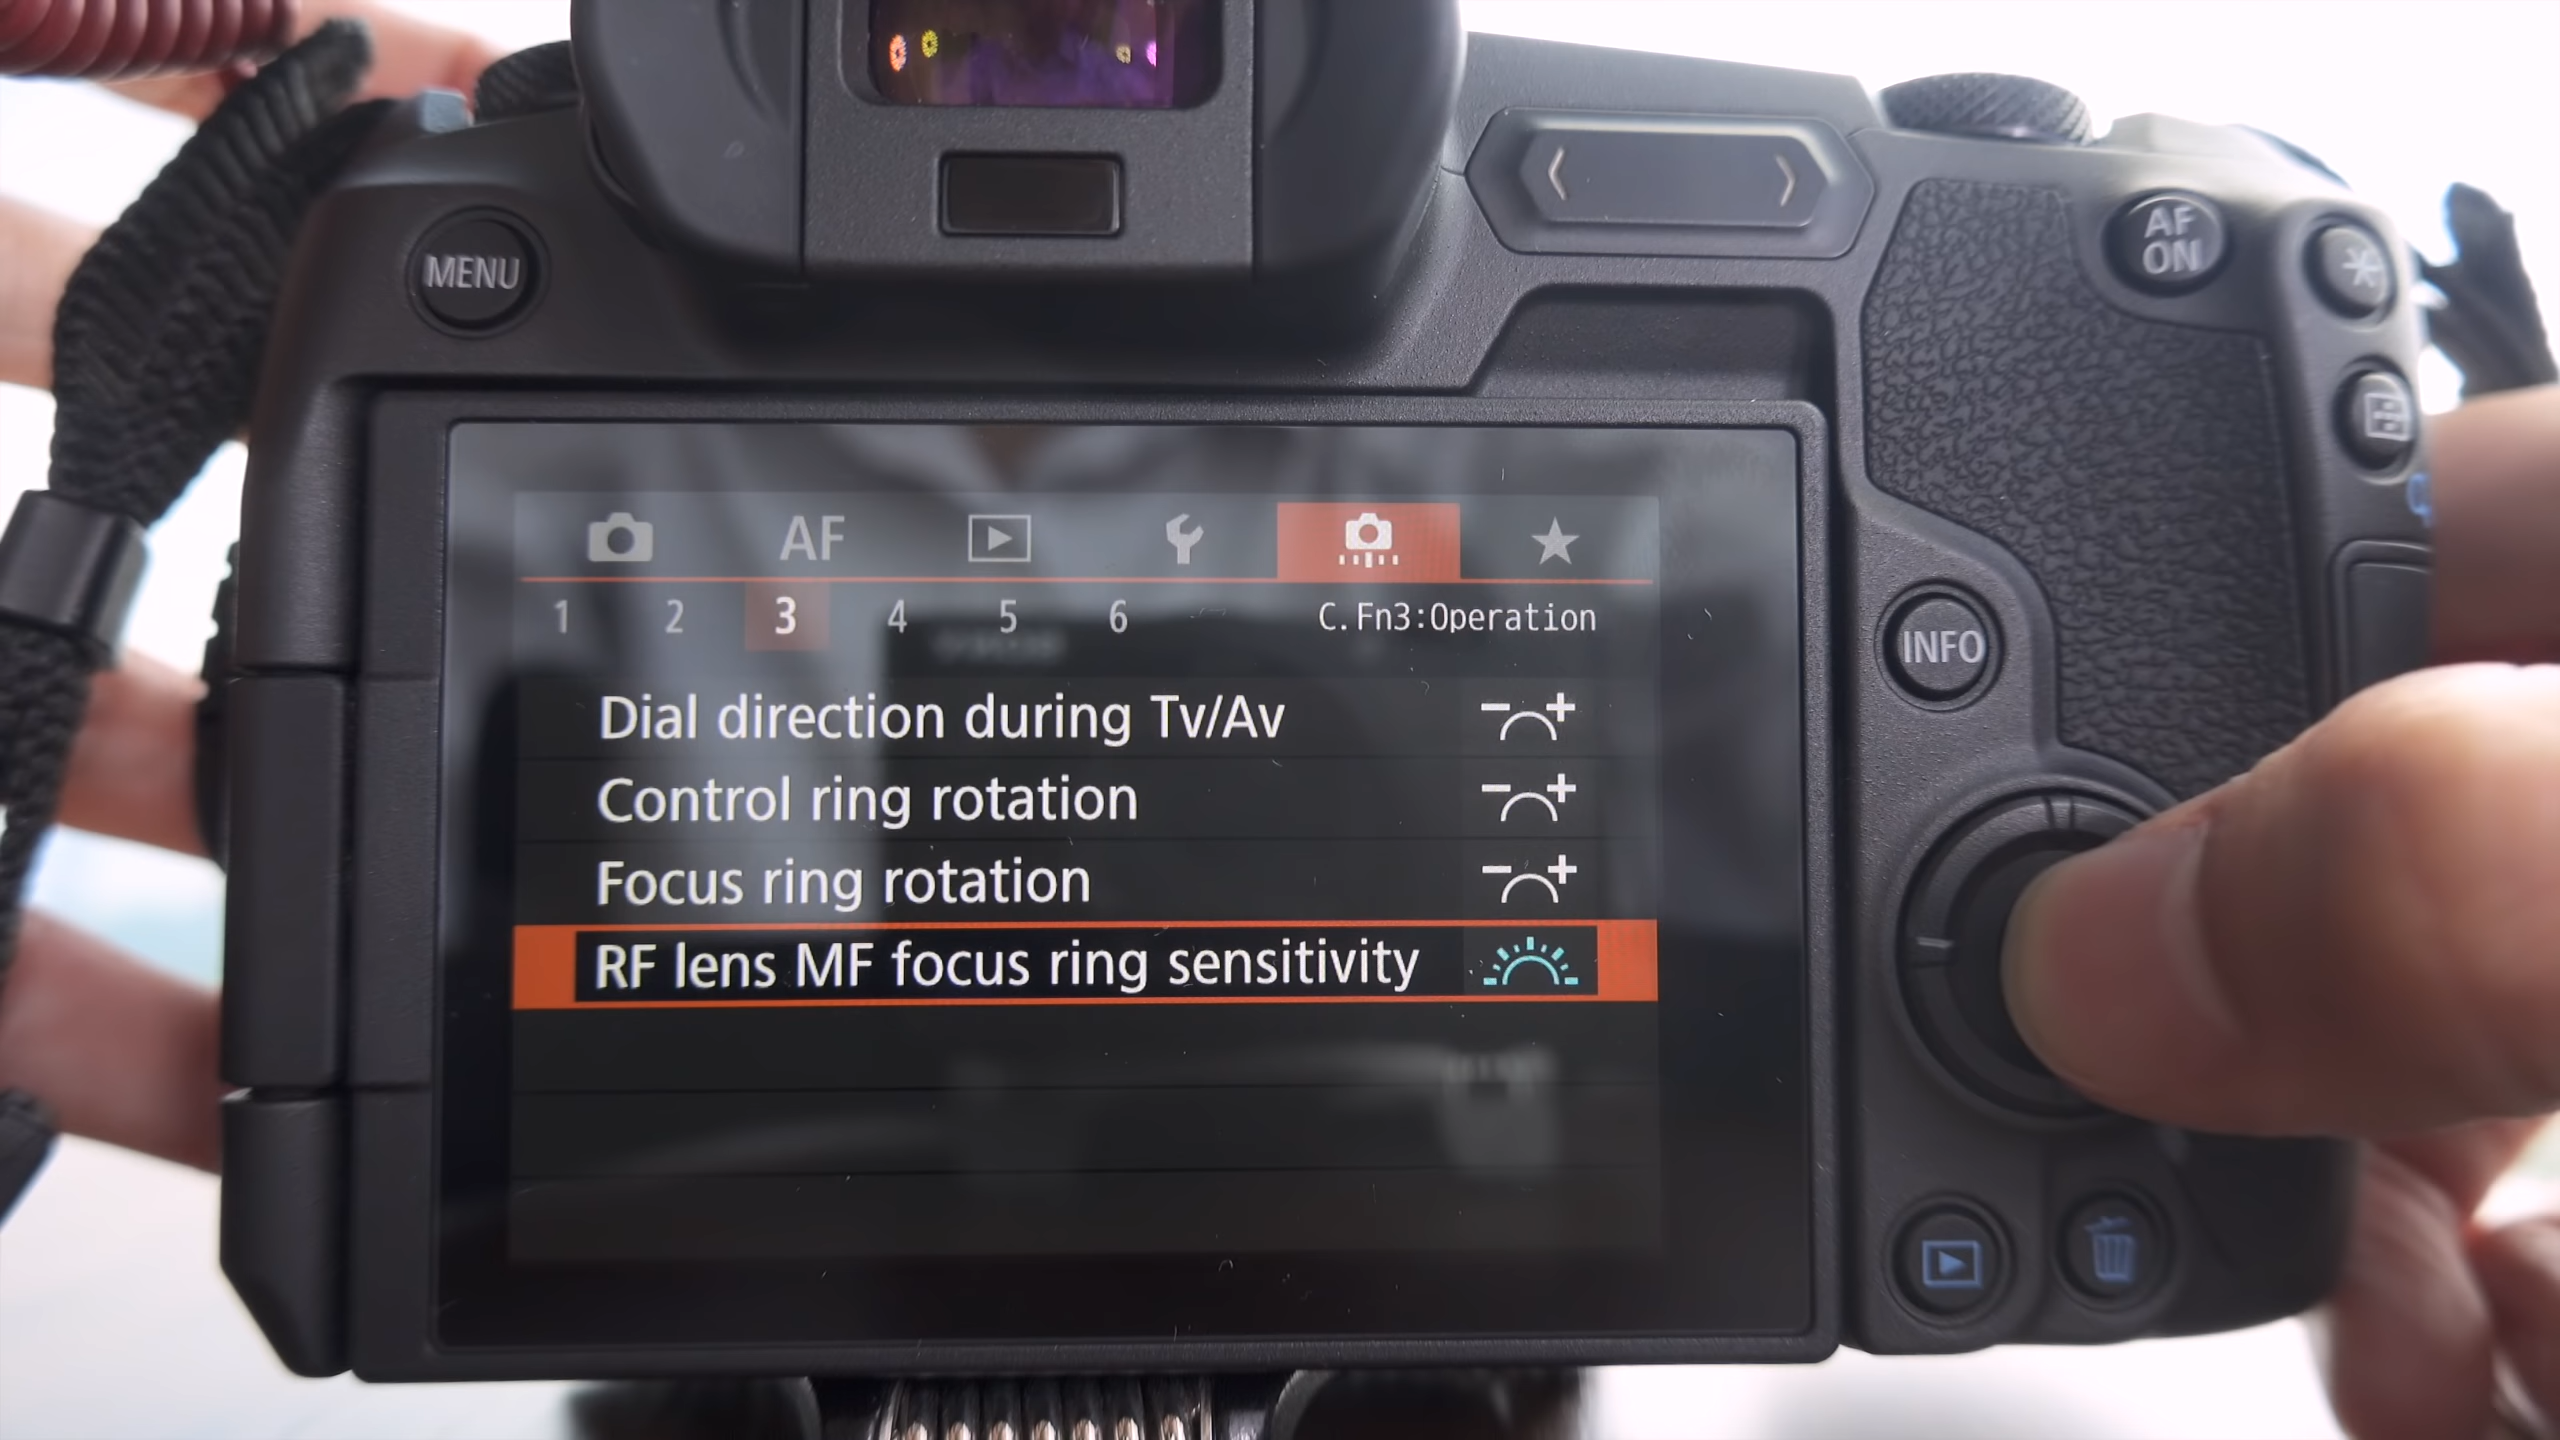 MENU
AF
ON
AF
1 2 3 4 5 6 C.Fn3:Operation
INFO
Dial direction during Tv/Av
Control ring rotation
Focus ring rotation
RF lens MF focus ring sensitivity